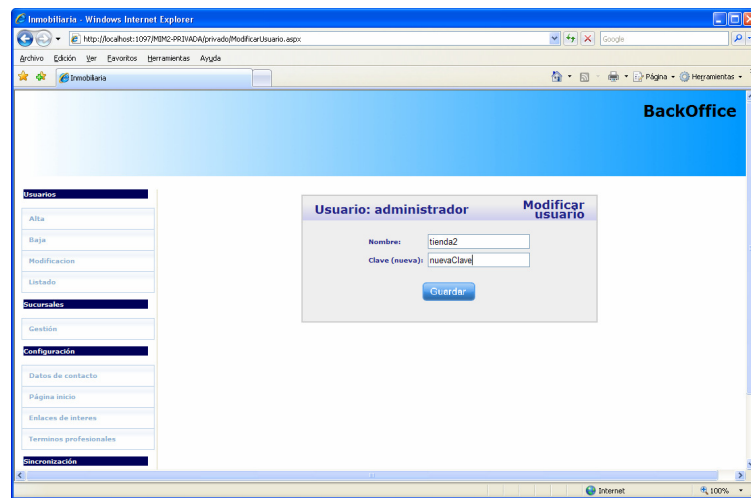 Inmobiliaria - Windows Internet Explorer
http://localhost:1097/MIM2-PRIVADA/privado/ModificarUsuario.aspx
Google
Archivo Edición Ver Favoritos Herramientas Ayuda
Inmobiliaria
Página Herramientas
BackOffice
Usuarios
Alta
Baja
Modificacion
Listado
Sucursales
Gestión
Configuración
Datos de contacto
Página inicio
Enlaces de interes
Terminos profesionales
Sincronización
Usuario: administrador
Modificar
usuario
Nombre: tienda2
Clave (nueva): nuevaClave
Guardar
Internet
100%